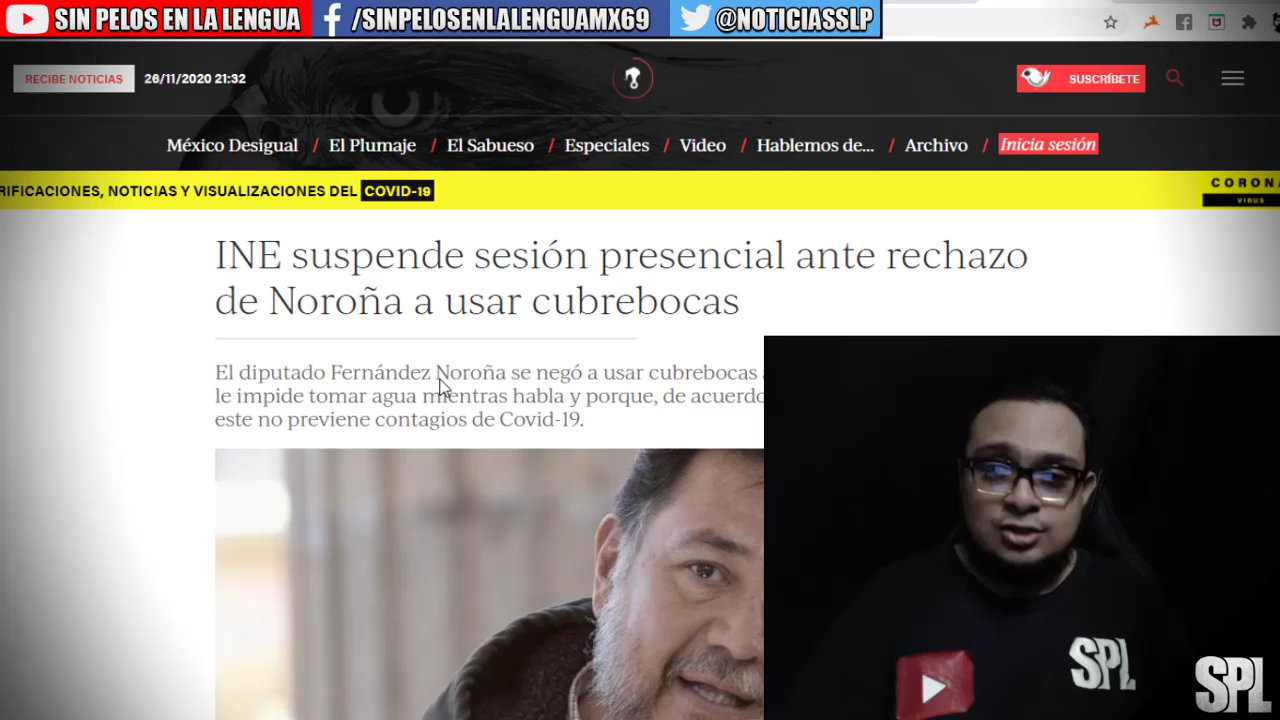 SIN PELOS EN LA LENGUA
/SINPELOSENLALENGUAMX69
@NOTICIASSLP
RECIBE NOTICIAS
26/11/2020 21:32
SUSCRÍBETE
México Desigual / El Plumaje / El Sabueso / Especiales / Video / Hablemos de... / Archivo / Inicia sesión
RIFICACIONES, NOTICIAS Y VISUALIZACIONES DEL COVID-19
CORONA
VIRUS
INE suspende sesión presencial ante rechazo
de Noroña a usar cubrebocas
El diputado Fernández Noroña se negó a usar cubrebocas
le impide tomar agua mientras habla y porque, de acuerdo
este no previene contagios de Covid-19.
SPL
SPL